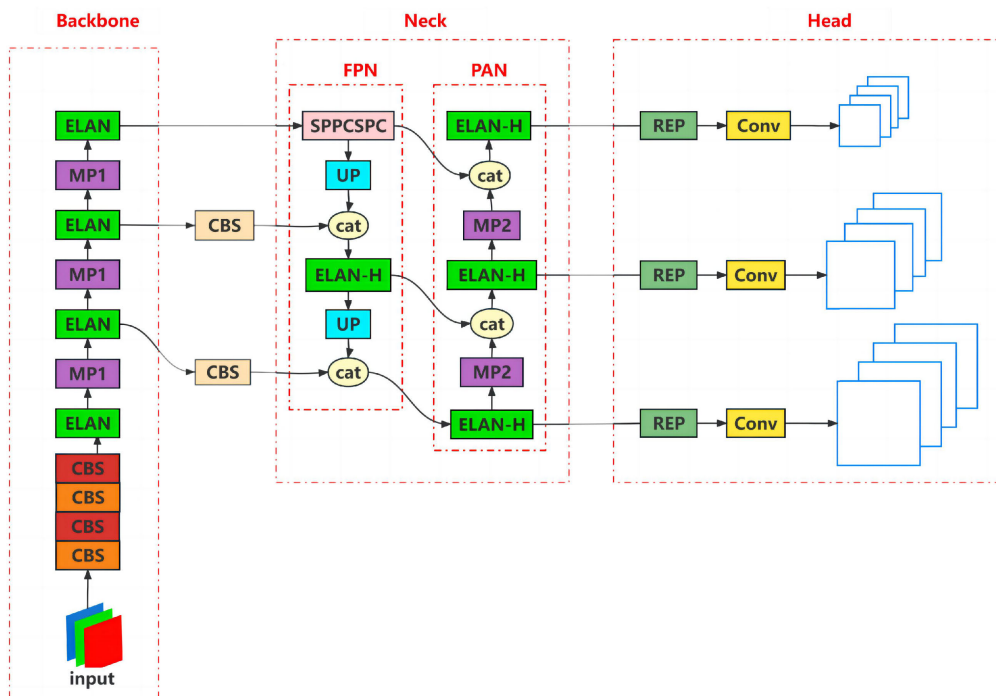 Backbone
Neck
Head
FPN
PAN
ELAN
SPPCSPC
ELAN-H
REP
Conv
MP1
UP
cat
ELAN
CBS
cat
MP2
MP1
ELAN-H
ELAN-H
REP
Conv
ELAN
UP
cat
MP1
CBS
cat
MP2
ELAN
ELAN-H
REP
Conv
CBS
CBS
CBS
CBS
input